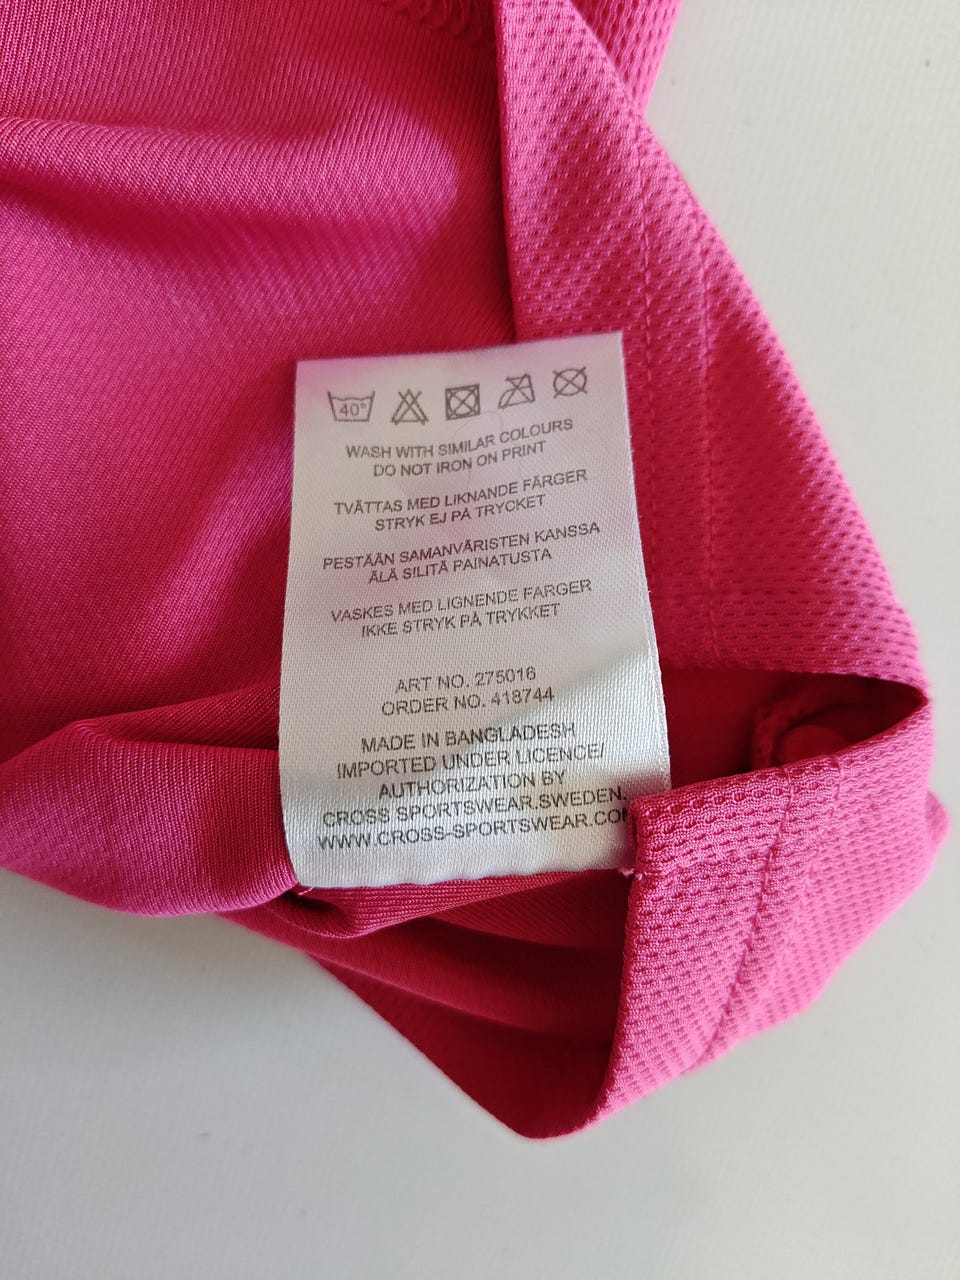 40°
WASH WITH SIMILAR COLOURS
DO NOT IRON ON PRINT
TVÄTTAS MED LIKNANDE FÄRGER
STRYK EJ PÅ TRYCKET
PESTÄÄN SAMANVÄRISTEN KANSSA
ÄLÄ SILITÄ PAINATUSTA
VASKES MED LIGNENDE FARGER
IKKE STRYK PÅ TRYKKET
ART NO. 275016
ORDER NO. 418744
MADE IN BANGLADESH
IMPORTED UNDER LICENCE/
AUTHORIZATION BY
CROSS SPORTSWEAR.SWEDEN.
WWW.CROSS-SPORTSWEAR.COM